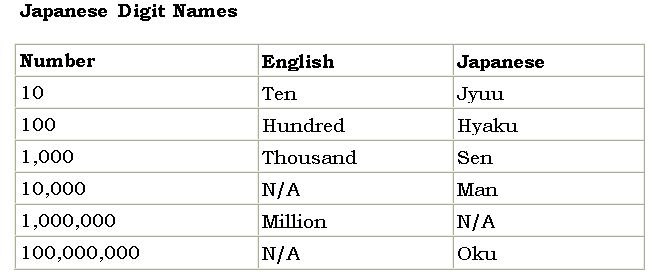 Japanese Digit Names
Number English Japanese
10 Ten Jyuu
100 Hundred Hyaku
1,000 Thousand Sen
10,000 N/A Man
1,000,000 Million N/A
100,000,000 N/A Oku